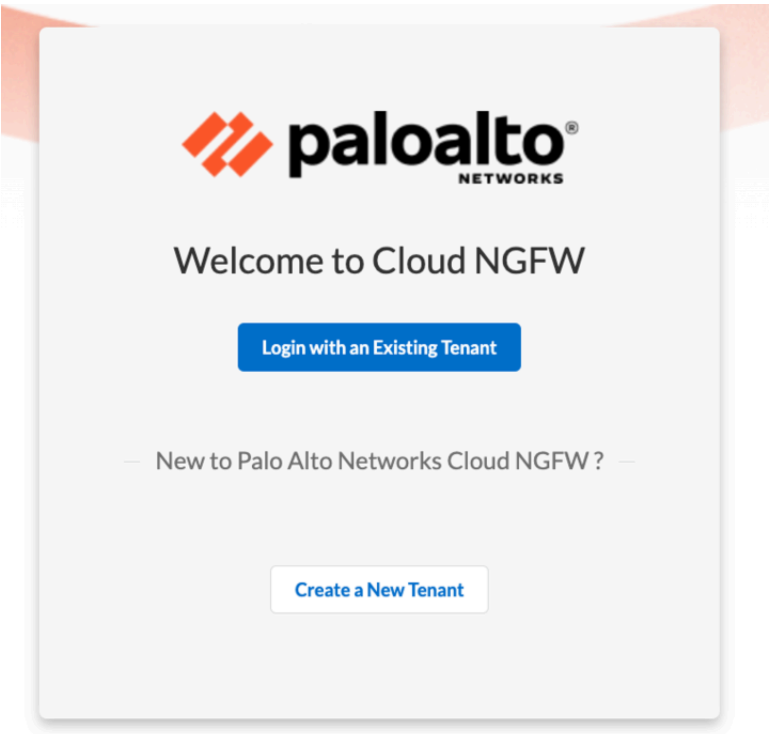 paloalto®
NETWORKS
Welcome to Cloud NGFW
Login with an Existing Tenant
New to Palo Alto Networks Cloud NGFW ?
Create a New Tenant